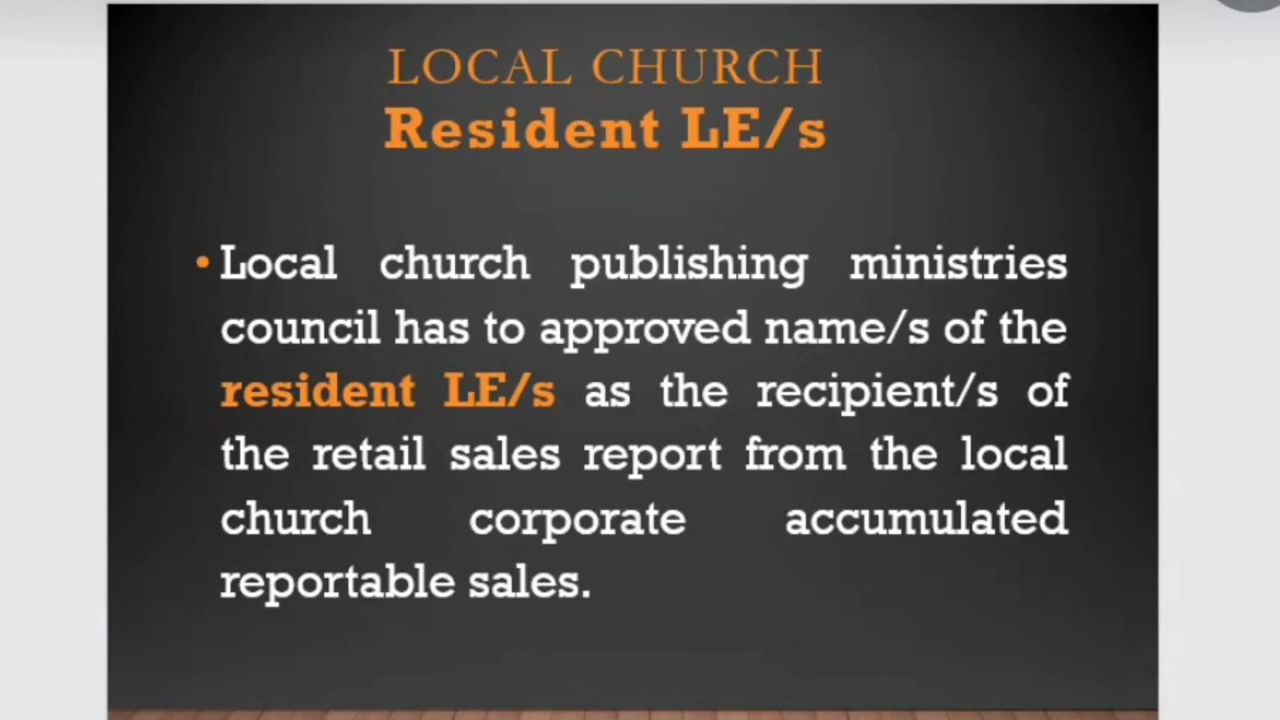 LOCAL CHURCH
Resident LE/s
• Local church publishing ministries
council has to approved name/s of the
resident LE/s as the recipient/s of
the retail sales report from the local
church corporate accumulated
reportable sales.